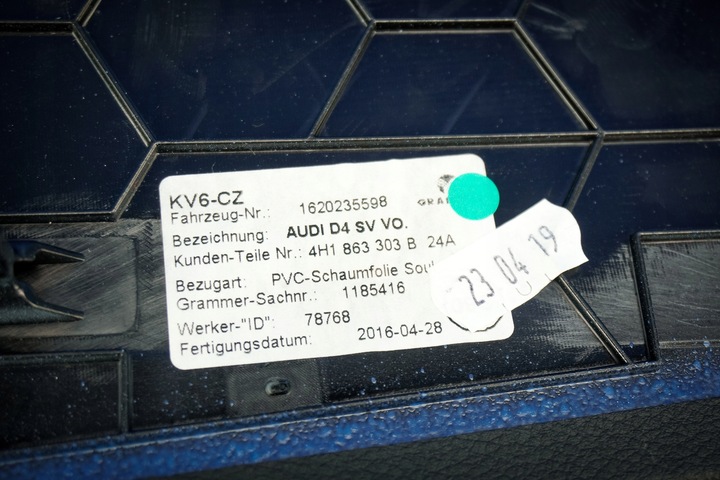 KV6-CZ
Fahrzeug-Nr.: 1620235598
Bezeichnung: AUDI D4 SV VO.
Kunden-Teile Nr.: 4H1 863 303 B 24A
Bezugart: PVC-Schaumfolie
Grammer-Sachnr.: 1185416
Werker-"ID": 78768
Fertigungsdatum: 2016-04-28
23 04 19